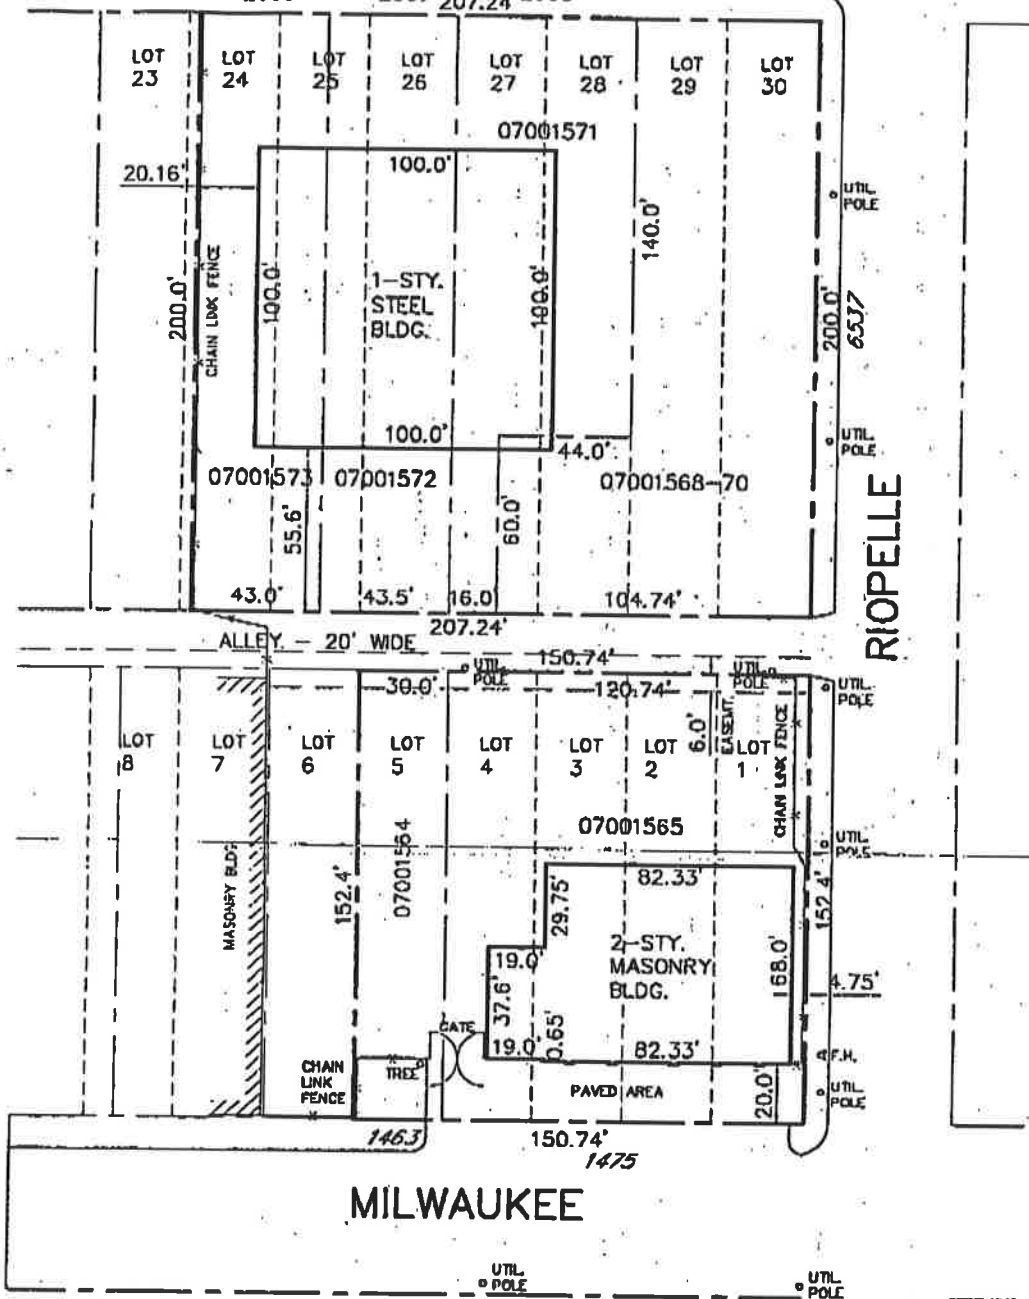 207.24'
LOT 23
LOT 24
LOT 25
LOT 26
LOT 27
LOT 28
LOT 29
LOT 30
07001571
100.0'
20.16'
UTIL. POLE
140.0'
200.0'
CHAIN LINK FENCE
100.0'
1-STY.
STEEL
BLDG.
100.0'
200.0'
6537
100.0'
44.0'
UTIL. POLE
07001573
07001572
07001568-70
55.6'
60.0'
RIOPELLE
43.0'
43.5'
16.0'
104.74'
207.24'
ALLEY. - 20' WIDE
150.74'
UTIL. POLE
UTIL. POLE
30.0'
120.74'
UTIL. POLE
6.0'
EASEMT.
CHAIN LINK FENCE
LOT 8
LOT 7
LOT 6
LOT 5
LOT 4
LOT 3
LOT 2
LOT 1
07001564
07001565
UTIL. POLE
MASONRY BLDG.
152.4'
82.33'
29.75'
152.4'
2-STY.
MASONRY
BLDG.
68.0'
4.75'
19.0'
37.6'
GATE
19.0'
0.65'
82.33'
F.H.
CHAIN
LINK
FENCE
TREE
PAVED AREA
20.0'
UTIL. POLE
1463
150.74'
1475
MILWAUKEE
UTIL. POLE
UTIL. POLE